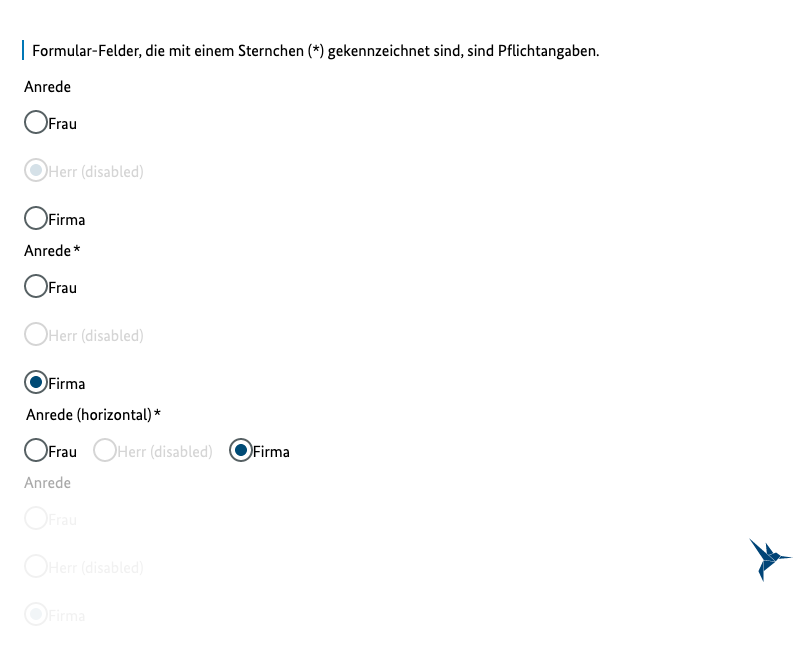 Formular-Felder, die mit einem Sternchen (*) gekennzeichnet sind, sind Pflichtangaben.
Anrede
Frau
Herr (disabled)
Firma
Anrede*
Frau
Herr (disabled)
Firma
Anrede (horizontal)*
Frau Herr (disabled) Firma
Anrede
Frau
Herr (disabled)
Firma